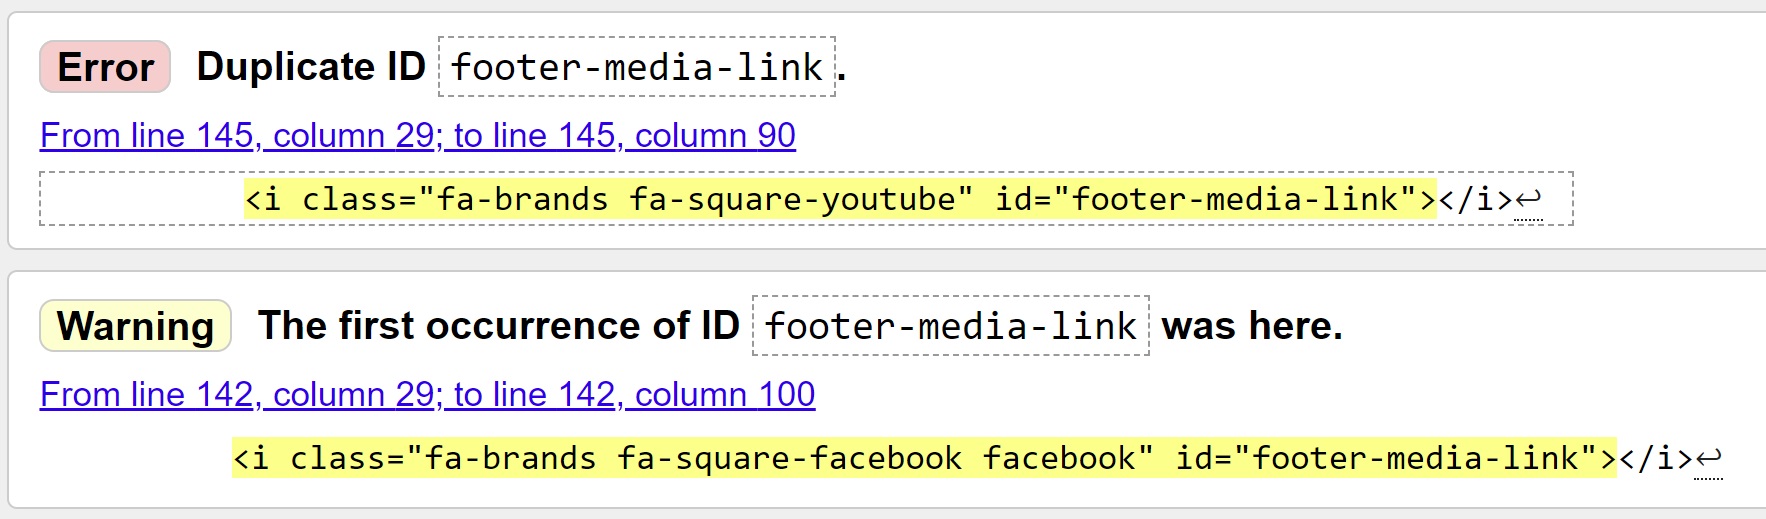 Error Duplicate ID footer-media-link.
From line 145, column 29; to line 145, column 90
<i class="fa-brands fa-square-youtube" id="footer-media-link"></i>↩
Warning The first occurrence of ID footer-media-link was here.
From line 142, column 29; to line 142, column 100
<i class="fa-brands fa-square-facebook facebook" id="footer-media-link"></i>↩